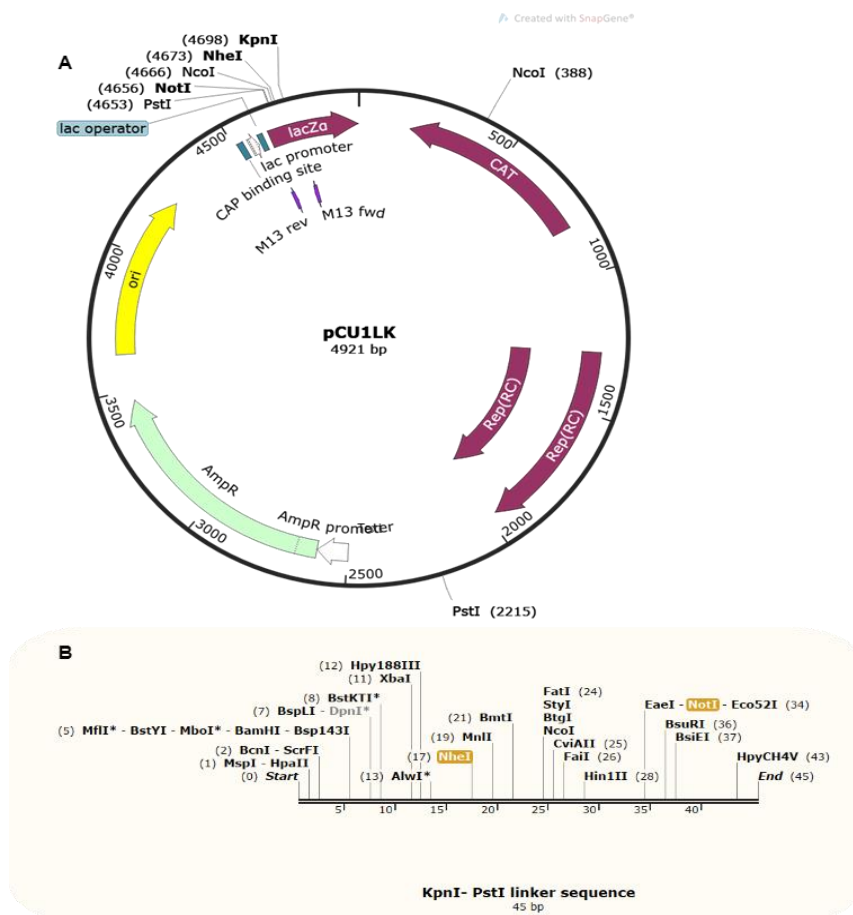 Created with SnapGene®
A
(4698) KpnI
(4673) NheI
(4666) NcoI
(4656) NotI
(4653) PstI
lac operator
NcoI (388)
4500
lacZα
lac promoter
CAP binding site
M13 rev
M13 fwd
500
CAT
1000
4000
ori
pCU1LK
4921 bp
Rep(RC)
Rep(RC)
1500
3500
AmpR
AmpR promoter
3000
2000
2500
PstI (2215)
B
(12) Hpy188III
(11) XbaI
(8) BstKTI*
(7) BspLI - DpnI*
(5) MflI* - BstYI - MboI* - BamHI - Bsp143I
(2) BcnI - ScrFI
(1) MspI - HpaII
(0) Start
(21) BmtI
(19) MnlI
(17) NheI
(13) AlwI*
FatI (24)
StyI
BtgI
NcoI
CviAII (25)
FaiI (26)
Hin1II (28)
EaeI - NotI - Eco52I (34)
BsuRI (36)
BsiEI (37)
HpyCH4V (43)
End (45)
5 10 15 20 25 30 35 40
KpnI- PstI linker sequence
45 bp